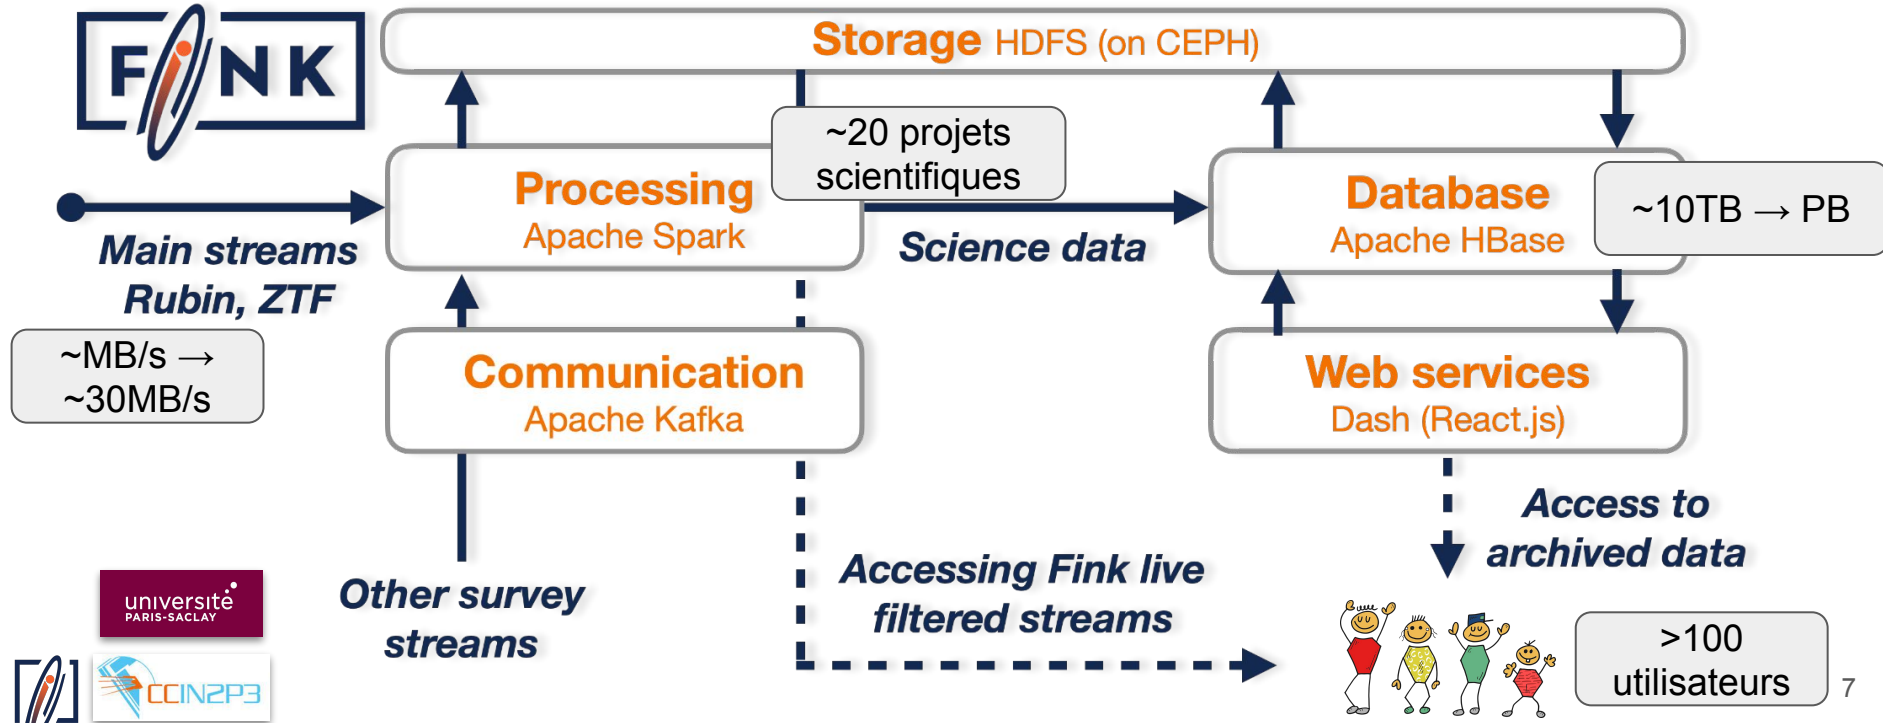 FiNK
Storage HDFS (on CEPH)
~20 projets
scientifiques
Processing
Apache Spark
Database
Apache HBase
~10TB → PB
Main streams
Rubin, ZTF
Science data
~MB/s →
~30MB/s
Communication
Apache Kafka
Web services
Dash (React.js)
Access to
archived data
Accessing Fink live
filtered streams
Other survey
streams
université
PARIS-SACLAY
CCIN2P3
>100
utilisateurs
7